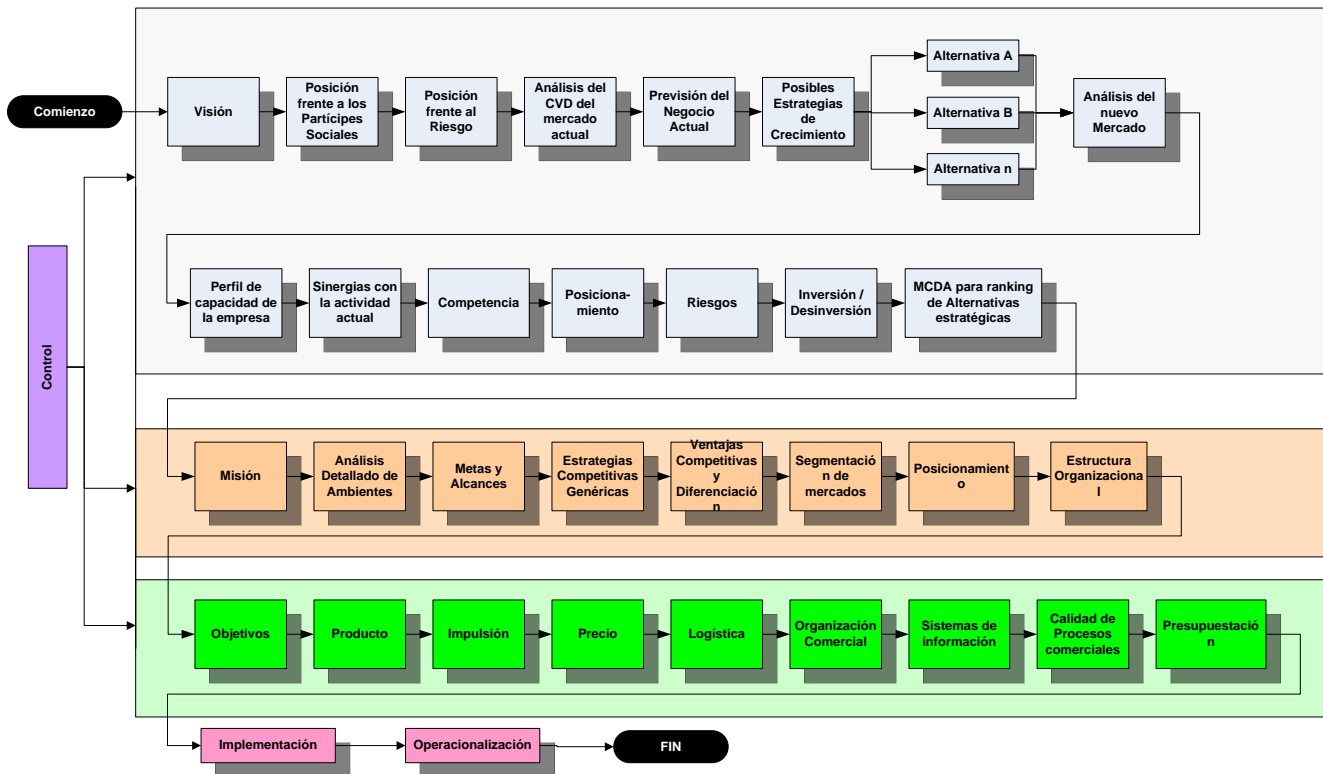 Comienzo
Visión
Posición
frente a los
Partícipes
Sociales
Posición
frente al
Riesgo
Análisis del
CVD del
mercado
actual
Previsión del
Negocio
Actual
Posibles
Estrategias
de
Crecimiento
Alternativa A
Alternativa B
Alternativa n
Análisis del
nuevo
Mercado
Control
Perfil de
capacidad de
la empresa
Sinergias con
la actividad
actual
Competencia
Posiciona-
miento
Riesgos
Inversión /
Desinversión
MCDA para ranking
de Alternativas
estratégicas
Misión
Análisis
Detallado de
Ambientes
Metas y
Alcances
Estrategias
Competitivas
Genéricas
Ventajas
Competitivas
y
Diferenciació
n
Segmentació
n de
mercados
Posicionamient
o
Estructura
Organizaciona
l
Objetivos
Producto
Impulsión
Precio
Logística
Organización
Comercial
Sistemas de
información
Calidad de
Procesos
comerciales
Presupuestació
n
Implementación
Operacionalización
FIN